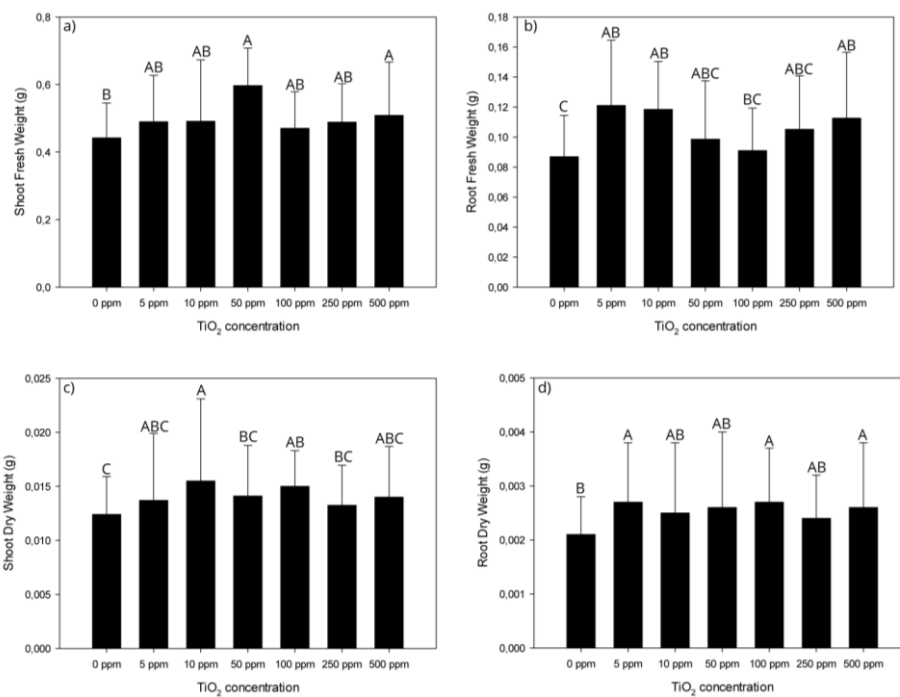 a)
Shoot Fresh Weight (g)
0,8
0,6
0,4
0,2
0,0
B
AB
AB
A
AB
AB
A
0 ppm 5 ppm 10 ppm 50 ppm 100 ppm 250 ppm 500 ppm
TiO2 concentration
b)
Root Fresh Weight (g)
0,18
0,16
0,14
0,12
0,10
0,08
0,06
0,04
0,02
0,00
C
AB
AB
ABC
BC
ABC
AB
0 ppm 5 ppm 10 ppm 50 ppm 100 ppm 250 ppm 500 ppm
TiO2 concentration
c)
Shoot Dry Weight (g)
0,025
0,020
0,015
0,010
0,005
0,000
C
ABC
A
BC
AB
BC
ABC
0 ppm 5 ppm 10 ppm 50 ppm 100 ppm 250 ppm 500 ppm
TiO2 concentration
d)
Root Dry Weight (g)
0,005
0,004
0,003
0,002
0,001
0,000
B
A
AB
AB
A
AB
A
0 ppm 5 ppm 10 ppm 50 ppm 100 ppm 250 ppm 500 ppm
TiO2 concentration